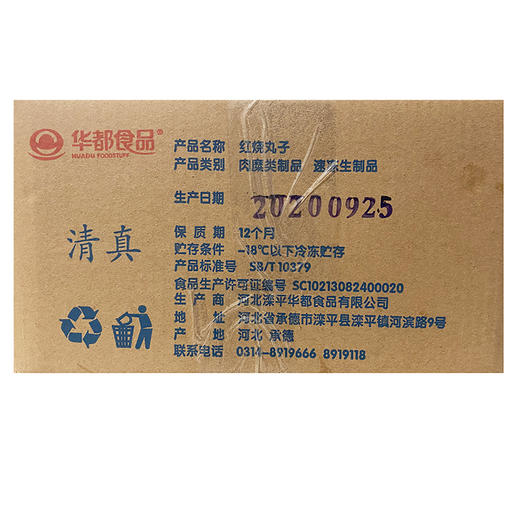 华都食品®
HUADU FOODSTUFF
产品名称 红烧丸子
产品类别 肉糜类制品 速冻生制品
生产日期 20200925
清真
保质期 12个月
贮存条件 -18℃以下冷冻贮存
产品标准号 SB/T 10379
食品生产许可证编号 SC10213082400020
生产商 河北滦平华都食品有限公司
地址 河北省承德市滦平县滦平镇河滨路9号
产地 河北 承德
联系电话 0314-8919666 8919118